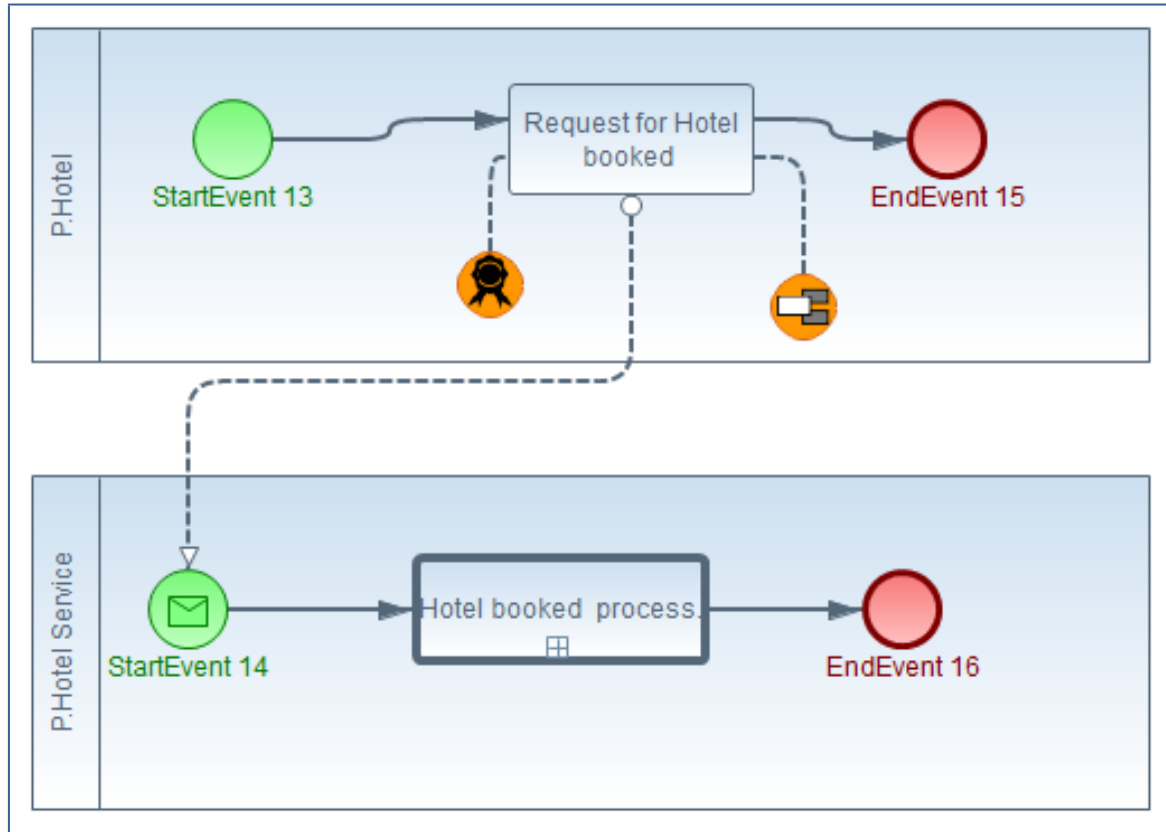 P.Hotel
StartEvent 13
Request for Hotel
booked
EndEvent 15
P.Hotel Service
StartEvent 14
Hotel booked  process.
EndEvent 16